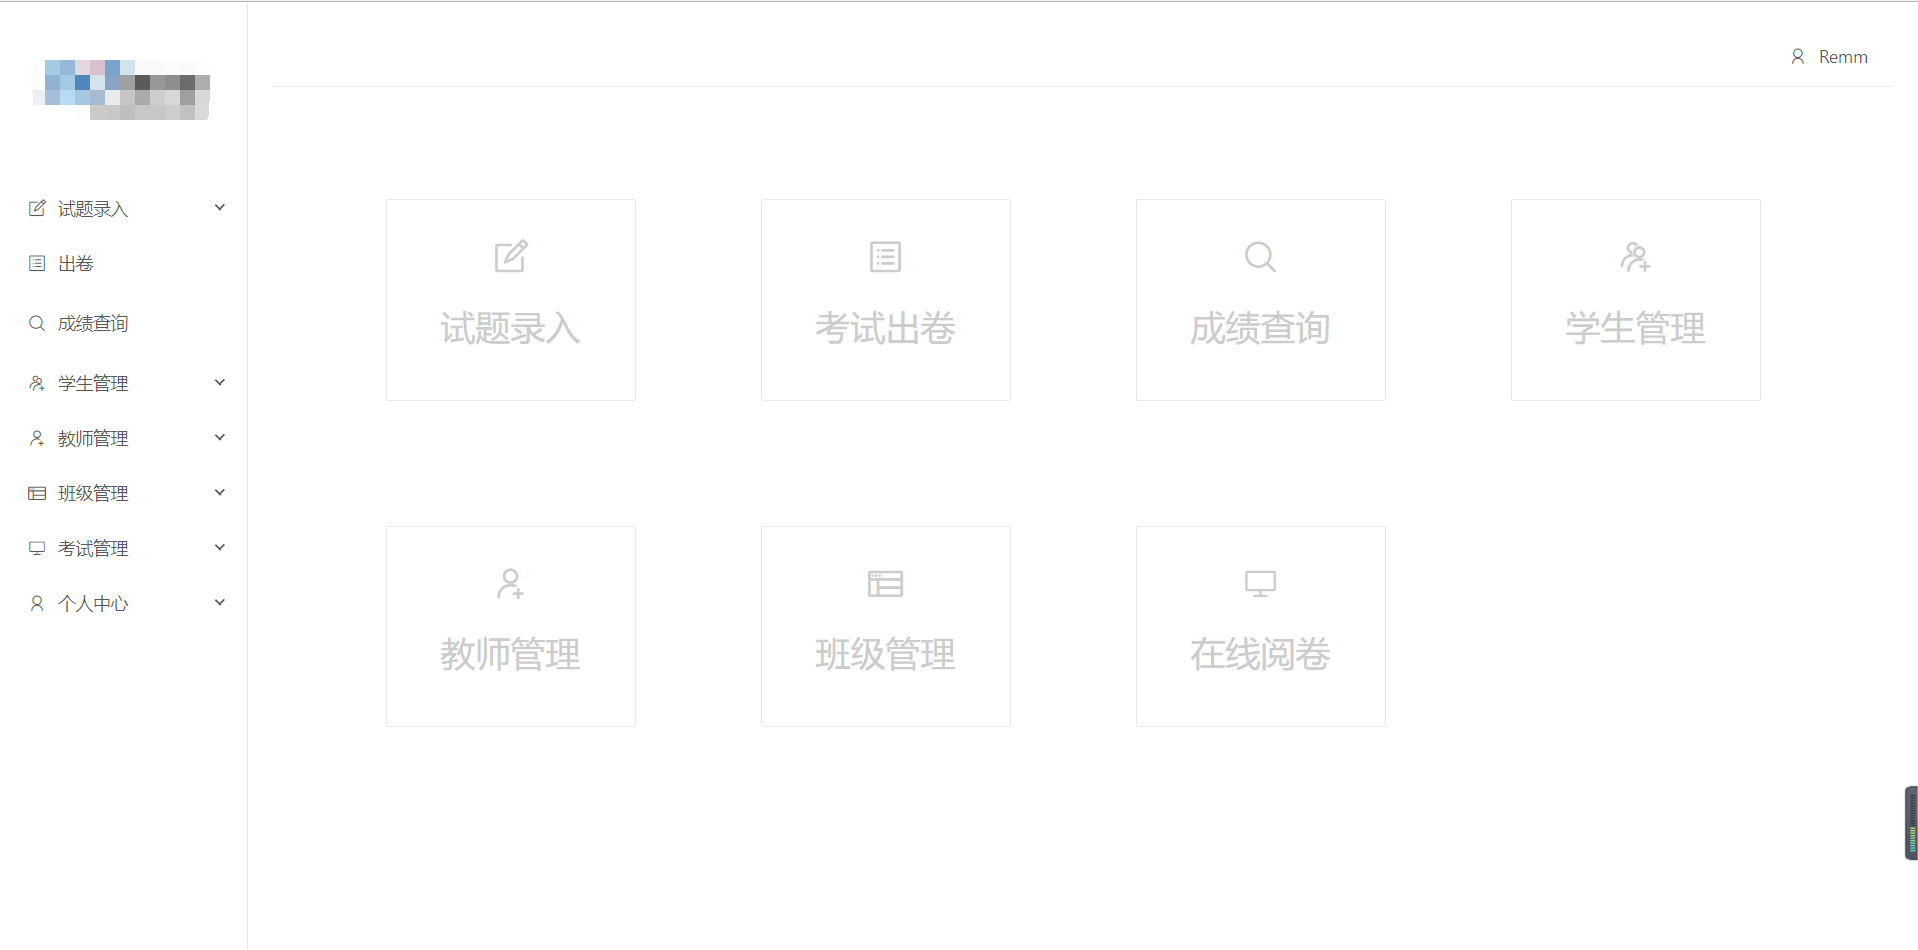 Remm
试题录入
出卷
成绩查询
学生管理
教师管理
班级管理
考试管理
个人中心
试题录入
考试出卷
成绩查询
学生管理
教师管理
班级管理
在线阅卷